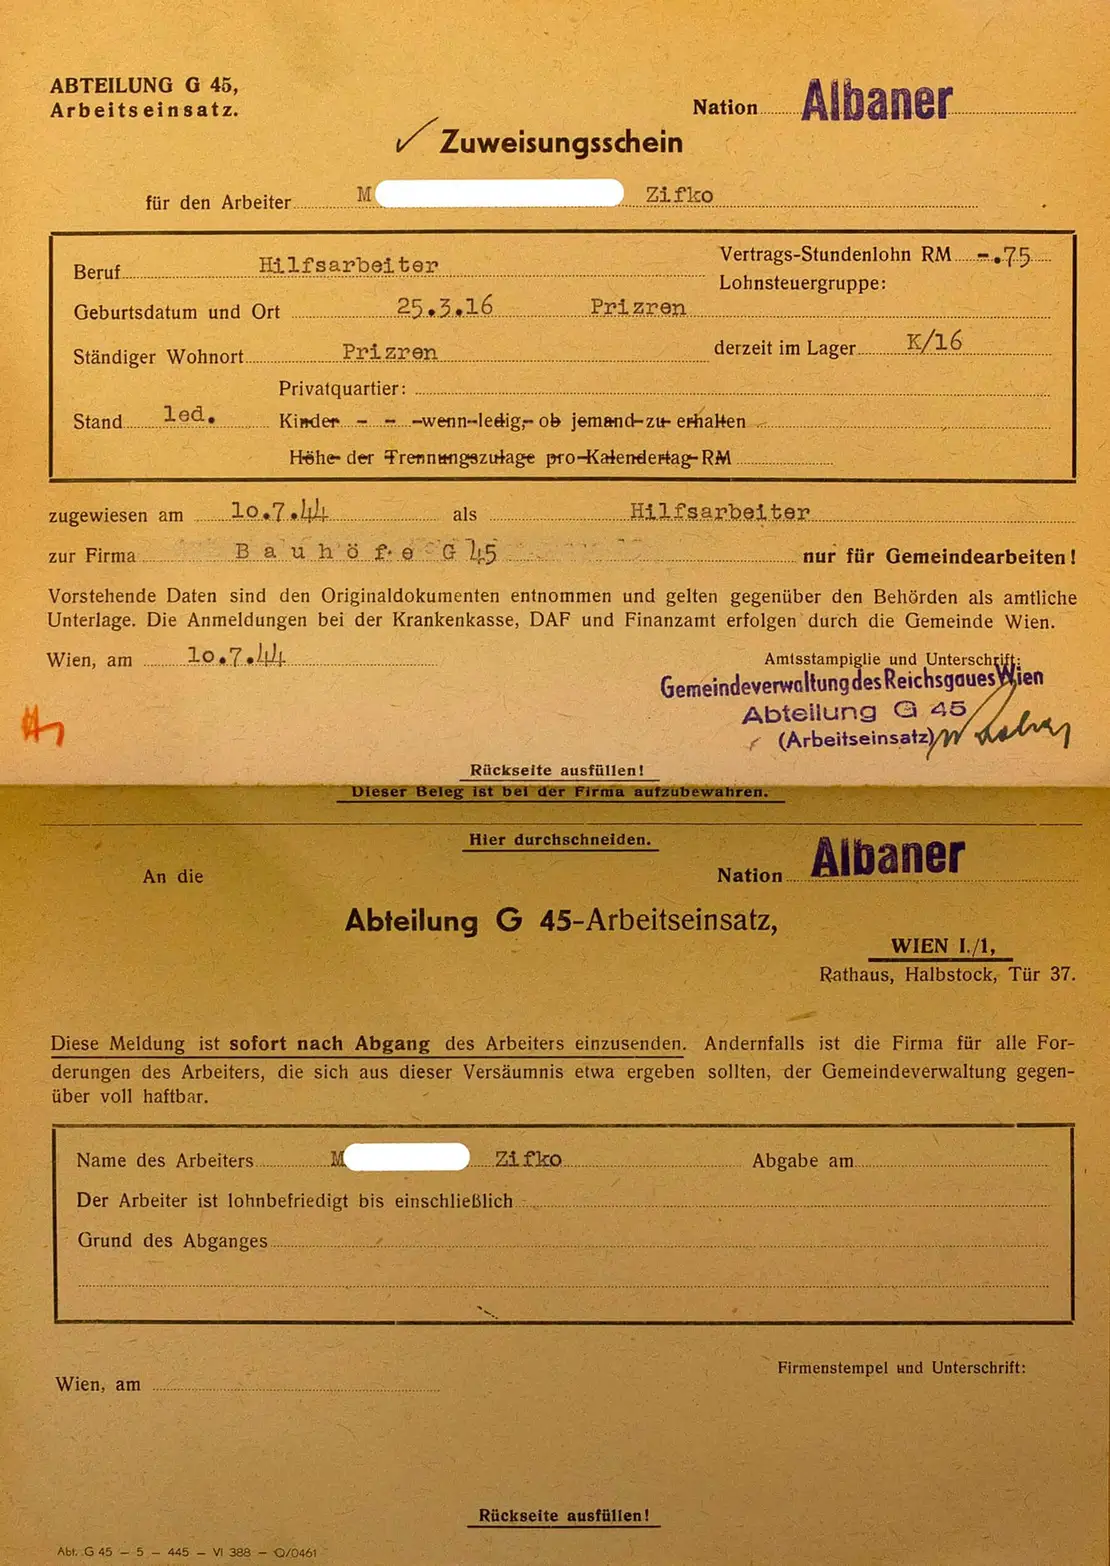 ABTEILUNG G 45,
Arbeitseinsatz.
Nation Albaner
Zuweisungsschein
für den Arbeiter M Zifko
Beruf Hilfsarbeiter
Vertrags-Stundenlohn RM -.75
Lohnsteuergruppe:
Geburtsdatum und Ort 25.3.16 Prizren
Ständiger Wohnort Prizren derzeit im Lager K/16
Privatquartier:
Stand led. Kinder - - -wenn ledig, ob jemand zu erhalten
Höhe der Trennungszulage pro Kalendertag RM
zugewiesen am 10.7.44 als Hilfsarbeiter
zur Firma Bauhöfe G 45 nur für Gemeindearbeiten!
Vorstehende Daten sind den Originaldokumenten entnommen und gelten gegenüber den Behörden als amtliche
Unterlage. Die Anmeldungen bei der Krankenkasse, DAF und Finanzamt erfolgen durch die Gemeinde Wien.
Wien, am 10.7.44
Amtsstampiglie und Unterschrift:
Gemeindeverwaltung des Reichsgaues Wien
Abteilung G 45
(Arbeitseinsatz)
Rückseite ausfüllen!
Dieser Beleg ist bei der Firma aufzubewahren.
Hier durchschneiden.
An die
Nation Albaner
Abteilung G 45-Arbeitseinsatz,
WIEN I./1,
Rathaus, Halbstock, Tür 37.
Diese Meldung ist sofort nach Abgang des Arbeiters einzusenden. Andernfalls ist die Firma für alle For-
derungen des Arbeiters, die sich aus dieser Versäumnis etwa ergeben sollten, der Gemeindeverwaltung gegen-
über voll haftbar.
Name des Arbeiters M Zifko Abgabe am
Der Arbeiter ist lohnbefriedigt bis einschließlich
Grund des Abganges
Firmenstempel und Unterschrift:
Wien, am
Rückseite ausfüllen!
Abt. G 45 — 5 — 445 — VI 388 — Q/0461